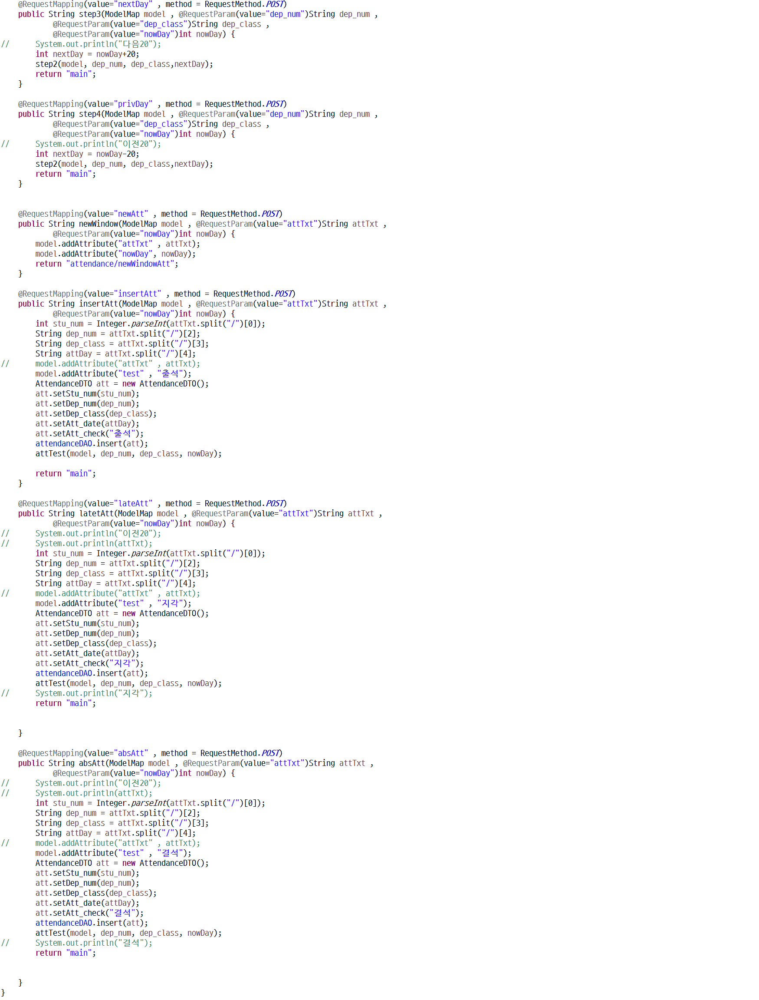 @RequestMapping(value="nextDay" , method = RequestMethod.POST)
public String step3(ModelMap model , @RequestParam(value="dep_num")String dep_num ,
@RequestParam(value="dep_class")String dep_class ,
@RequestParam(value="nowDay")int nowDay) {
// System.out.println("다음20");
int nextDay = nowDay+20;
step2(model, dep_num, dep_class,nextDay);
return "main";
}
@RequestMapping(value="privDay" , method = RequestMethod.POST)
public String step4(ModelMap model , @RequestParam(value="dep_num")String dep_num ,
@RequestParam(value="dep_class")String dep_class ,
@RequestParam(value="nowDay")int nowDay) {
// System.out.println("이전20");
int nextDay = nowDay-20;
step2(model, dep_num, dep_class,nextDay);
return "main";
}
@RequestMapping(value="newAtt" , method = RequestMethod.POST)
public String newWindow(ModelMap model , @RequestParam(value="attTxt")String attTxt ,
@RequestParam(value="nowDay")int nowDay) {
model.addAttribute("attTxt" , attTxt);
model.addAttribute("nowDay", nowDay);
return "attendance/newWindowAtt";
}
@RequestMapping(value="insertAtt" , method = RequestMethod.POST)
public String insertAtt(ModelMap model , @RequestParam(value="attTxt")String attTxt ,
@RequestParam(value="nowDay")int nowDay) {
int stu_num = Integer.parseInt(attTxt.split("/")[0]);
String dep_num = attTxt.split("/")[2];
String dep_class = attTxt.split("/")[3];
String attDay = attTxt.split("/")[4];
// model.addAttribute("attTxt" , attTxt);
model.addAttribute("test" , "출석");
AttendanceDTO att = new AttendanceDTO();
att.setStu_num(stu_num);
att.setDep_num(dep_num);
att.setDep_class(dep_class);
att.setAtt_date(attDay);
att.setAtt_check("출석");
attendanceDAO.insert(att);
attTest(model, dep_num, dep_class, nowDay);
return "main";
}
@RequestMapping(value="lateAtt" , method = RequestMethod.POST)
public String latetAtt(ModelMap model , @RequestParam(value="attTxt")String attTxt ,
@RequestParam(value="nowDay")int nowDay) {
// System.out.println("이전20");
// System.out.println(attTxt);
int stu_num = Integer.parseInt(attTxt.split("/")[0]);
String dep_num = attTxt.split("/")[2];
String dep_class = attTxt.split("/")[3];
String attDay = attTxt.split("/")[4];
// model.addAttribute("attTxt" , attTxt);
model.addAttribute("test" , "지각");
AttendanceDTO att = new AttendanceDTO();
att.setStu_num(stu_num);
att.setDep_num(dep_num);
att.setDep_class(dep_class);
att.setAtt_date(attDay);
att.setAtt_check("지각");
attendanceDAO.insert(att);
attTest(model, dep_num, dep_class, nowDay);
// System.out.println("지각");
return "main";
}
@RequestMapping(value="absAtt" , method = RequestMethod.POST)
public String absAtt(ModelMap model , @RequestParam(value="attTxt")String attTxt ,
@RequestParam(value="nowDay")int nowDay) {
// System.out.println("이전20");
// System.out.println(attTxt);
int stu_num = Integer.parseInt(attTxt.split("/")[0]);
String dep_num = attTxt.split("/")[2];
String dep_class = attTxt.split("/")[3];
String attDay = attTxt.split("/")[4];
// model.addAttribute("attTxt" , attTxt);
model.addAttribute("test" , "결석");
AttendanceDTO att = new AttendanceDTO();
att.setStu_num(stu_num);
att.setDep_num(dep_num);
att.setDep_class(dep_class);
att.setAtt_date(attDay);
att.setAtt_check("결석");
attendanceDAO.insert(att);
attTest(model, dep_num, dep_class, nowDay);
// System.out.println("결석");
return "main";
}
}